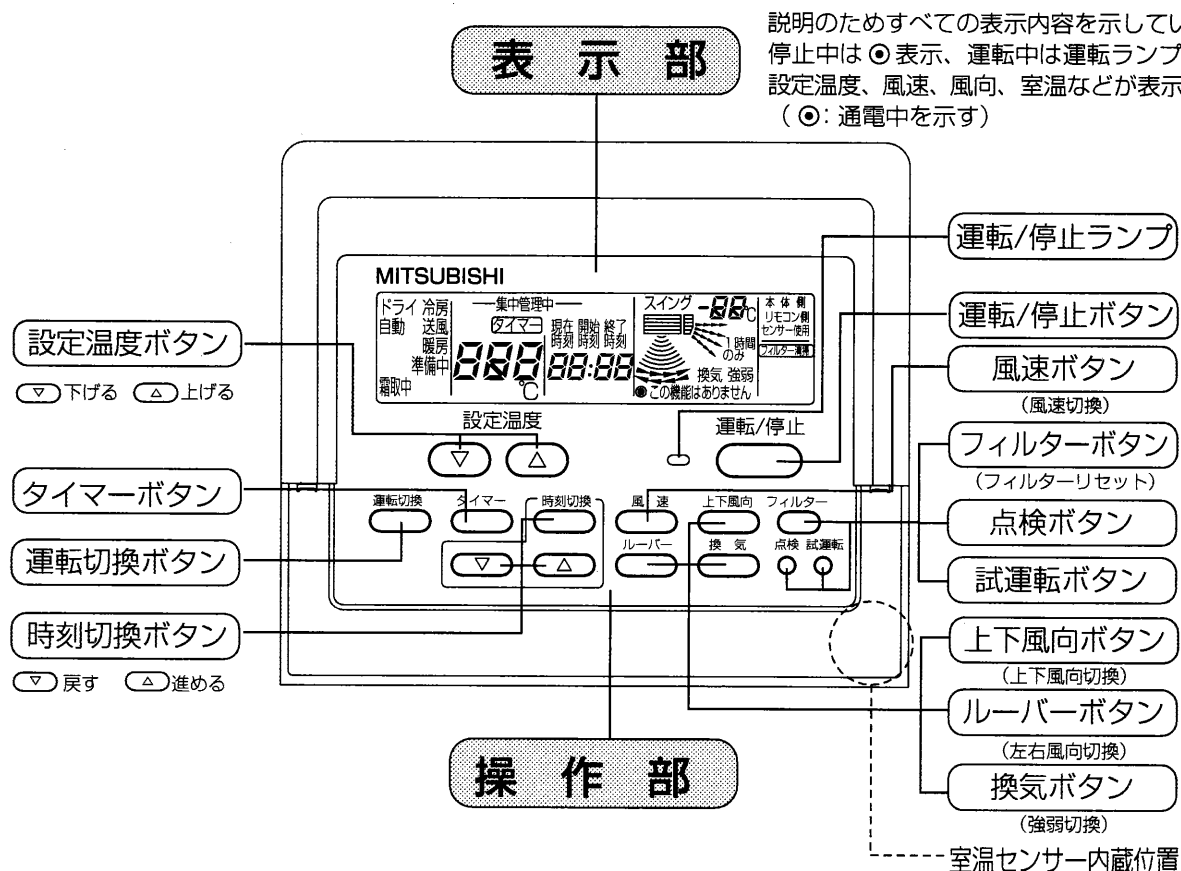 説明のためすべての表示内容を示してい
停止中は ◉ 表示、運転中は運転ランプ
設定温度、風速、風向、室温などが表示
( ◉: 通電中を示す)
表 示 部
MITSUBISHI
ドライ 冷房
自動 送風
暖房
準備中
霜取中
集中管理中
タイマー
現在 開始 終了
時刻 時刻 時刻
888 ℃
88:88
スイング
-88℃
1時間
のみ
換気 強弱
◉この機能はありません
本体側
リモコン側
センサー使用
フィルター清掃
設定温度
▽ △
運転/停止
運転切換
タイマー
時刻切換
▽ △
風 速
上下風向
フィルター
ルーバー
換 気
点検 試運転
設定温度ボタン
▽ 下げる △ 上げる
タイマーボタン
運転切換ボタン
時刻切換ボタン
▽ 戻す △ 進める
運転/停止ランプ
運転/停止ボタン
風速ボタン
(風速切換)
フィルターボタン
(フィルターリセット)
点検ボタン
試運転ボタン
上下風向ボタン
(上下風向切換)
ルーバーボタン
(左右風向切換)
換気ボタン
(強弱切換)
室温センサー内蔵位置
操 作 部